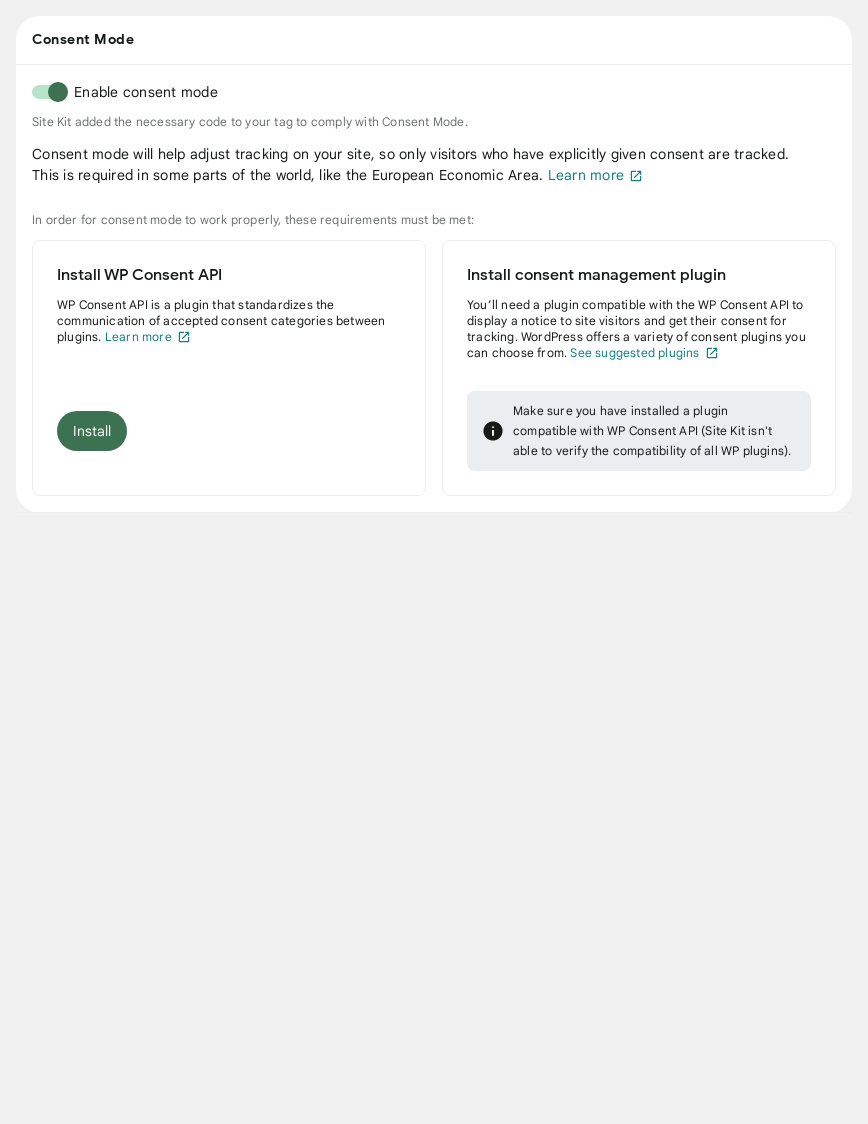 Consent Mode
Enable consent mode
Site Kit added the necessary code to your tag to comply with Consent Mode.
Consent mode will help adjust tracking on your site, so only visitors who have explicitly given consent are tracked.
This is required in some parts of the world, like the European Economic Area. Learn more
In order for consent mode to work properly, these requirements must be met:
Install WP Consent API
WP Consent API is a plugin that standardizes the
communication of accepted consent categories between
plugins. Learn more
Install
Install consent management plugin
You’ll need a plugin compatible with the WP Consent API to
display a notice to site visitors and get their consent for
tracking. WordPress offers a variety of consent plugins you
can choose from. See suggested plugins
Make sure you have installed a plugin
compatible with WP Consent API (Site Kit isn't
able to verify the compatibility of all WP plugins).